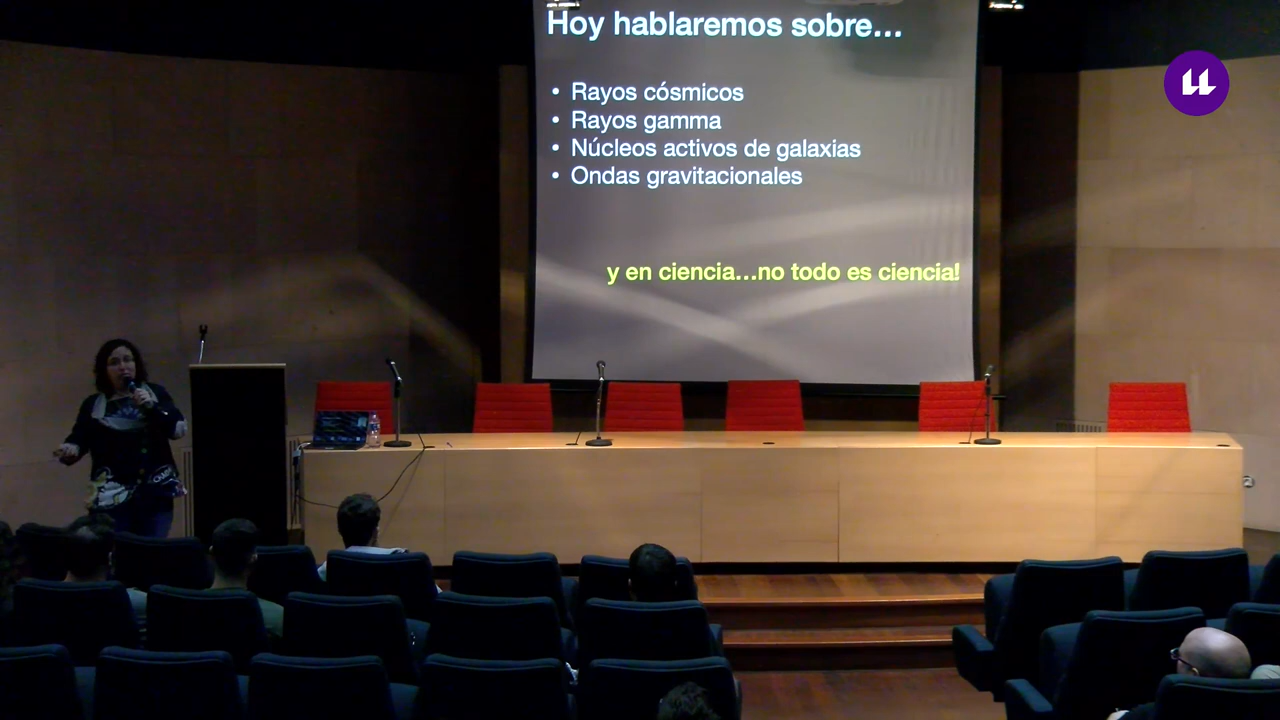 Hoy hablaremos sobre...
• Rayos cósmicos
• Rayos gamma
• Núcleos activos de galaxias
• Ondas gravitacionales
y en ciencia...no todo es ciencia!